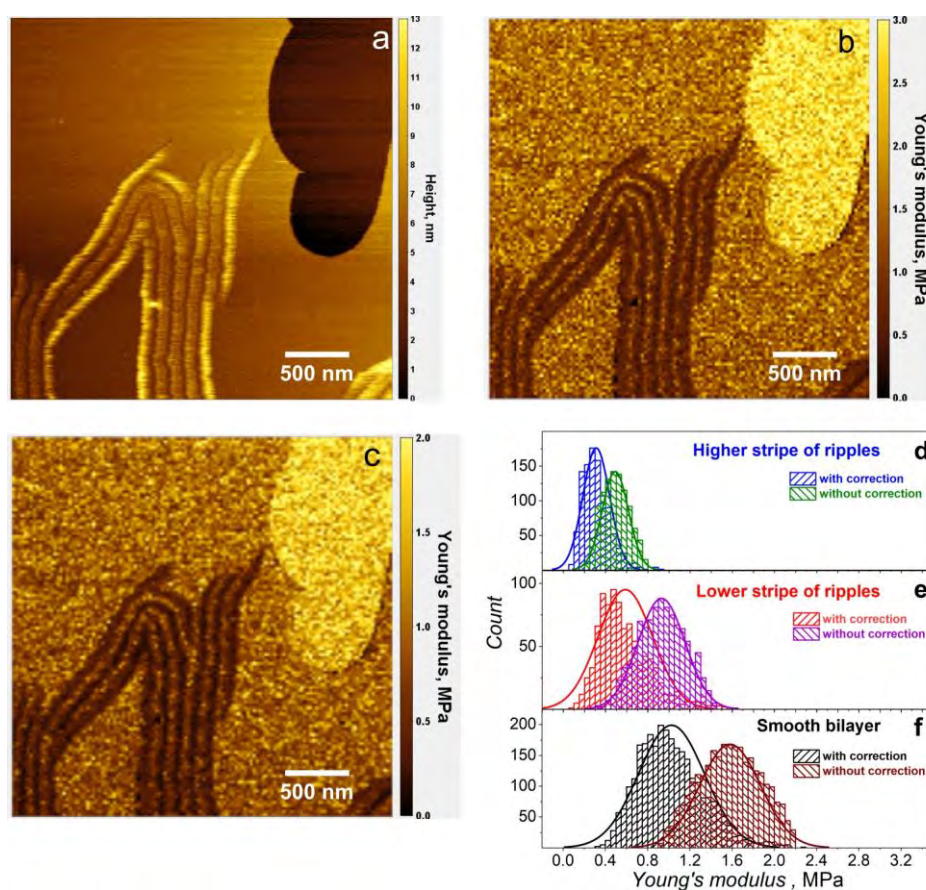 a
13
12
11
10
9
8
7
6
5
4
3
2
1
0
Height, nm
500 nm
b
3.0
2.5
2.0
1.5
1.0
0.5
0.0
Young's modulus, MPa
500 nm
c
2.0
1.5
1.0
0.5
0.0
Young's modulus, MPa
500 nm
Higher stripe of ripples d
with correction
without correction
150
100
50
Lower stripe of ripples e
with correction
without correction
100
50
Count
Smooth bilayer f
with correction
without correction
200
150
100
50
0.0 0.4 0.8 1.2 1.6 2.0 2.4 2.8 3.2
Young's modulus , MPa